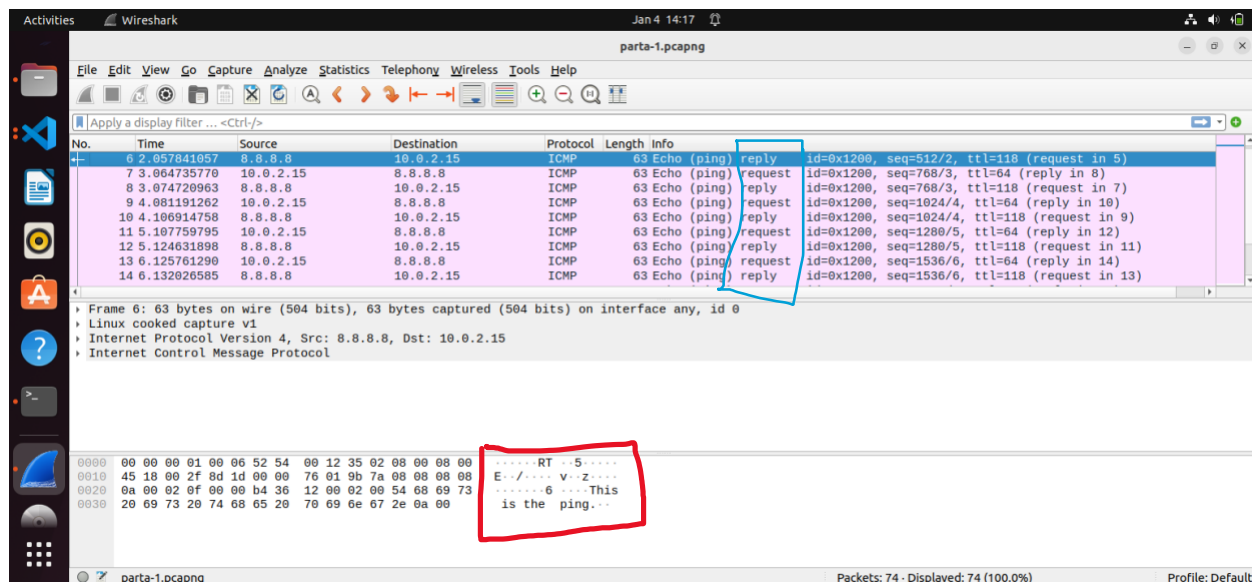 Activities Wireshark Jan 4 14:17
parta-1.pcapng
File Edit View Go Capture Analyze Statistics Telephony Wireless Tools Help
Apply a display filter ... <Ctrl-/>
No. Time Source Destination Protocol Length Info
6 2.057841057 8.8.8.8 10.0.2.15 ICMP 63 Echo (ping) reply id=0x1200, seq=512/2, ttl=118 (request in 5)
7 3.064735770 10.0.2.15 8.8.8.8 ICMP 63 Echo (ping) request id=0x1200, seq=768/3, ttl=64 (reply in 8)
8 3.074720963 8.8.8.8 10.0.2.15 ICMP 63 Echo (ping) reply id=0x1200, seq=768/3, ttl=118 (request in 7)
9 4.081191262 10.0.2.15 8.8.8.8 ICMP 63 Echo (ping) request id=0x1200, seq=1024/4, ttl=64 (reply in 10)
10 4.106914758 8.8.8.8 10.0.2.15 ICMP 63 Echo (ping) reply id=0x1200, seq=1024/4, ttl=118 (request in 9)
11 5.107759795 10.0.2.15 8.8.8.8 ICMP 63 Echo (ping) request id=0x1200, seq=1280/5, ttl=64 (reply in 12)
12 5.124631898 8.8.8.8 10.0.2.15 ICMP 63 Echo (ping) reply id=0x1200, seq=1280/5, ttl=118 (request in 11)
13 6.125761290 10.0.2.15 8.8.8.8 ICMP 63 Echo (ping) request id=0x1200, seq=1536/6, ttl=64 (reply in 14)
14 6.132026585 8.8.8.8 10.0.2.15 ICMP 63 Echo (ping) reply id=0x1200, seq=1536/6, ttl=118 (request in 13)
Frame 6: 63 bytes on wire (504 bits), 63 bytes captured (504 bits) on interface any, id 0
Linux cooked capture v1
Internet Protocol Version 4, Src: 8.8.8.8, Dst: 10.0.2.15
Internet Control Message Protocol
0000 00 00 00 01 00 06 52 54 00 12 35 02 08 00 08 00 ······RT ··5·····
0010 45 18 00 2f 8d 1d 00 00 76 01 9b 7a 08 08 08 08 E··/···· v··z····
0020 0a 00 02 0f 00 00 b4 36 12 00 02 00 54 68 69 73 ·······6 ····This
0030 20 69 73 20 74 68 65 20 70 69 6e 67 2e 0a 00 is the ping.··
parta-1.pcapng Packets: 74 · Displayed: 74 (100.0%) Profile: Default